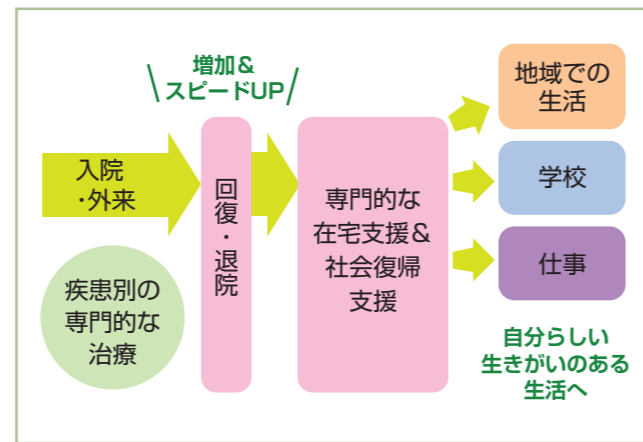 増加＆
スピードUP
入院
・外来
疾患別の
専門的な
治療
回復・退院
専門的な
在宅支援＆
社会復帰
支援
地域での
生活
学校
仕事
自分らしい
生きがいのある
生活へ